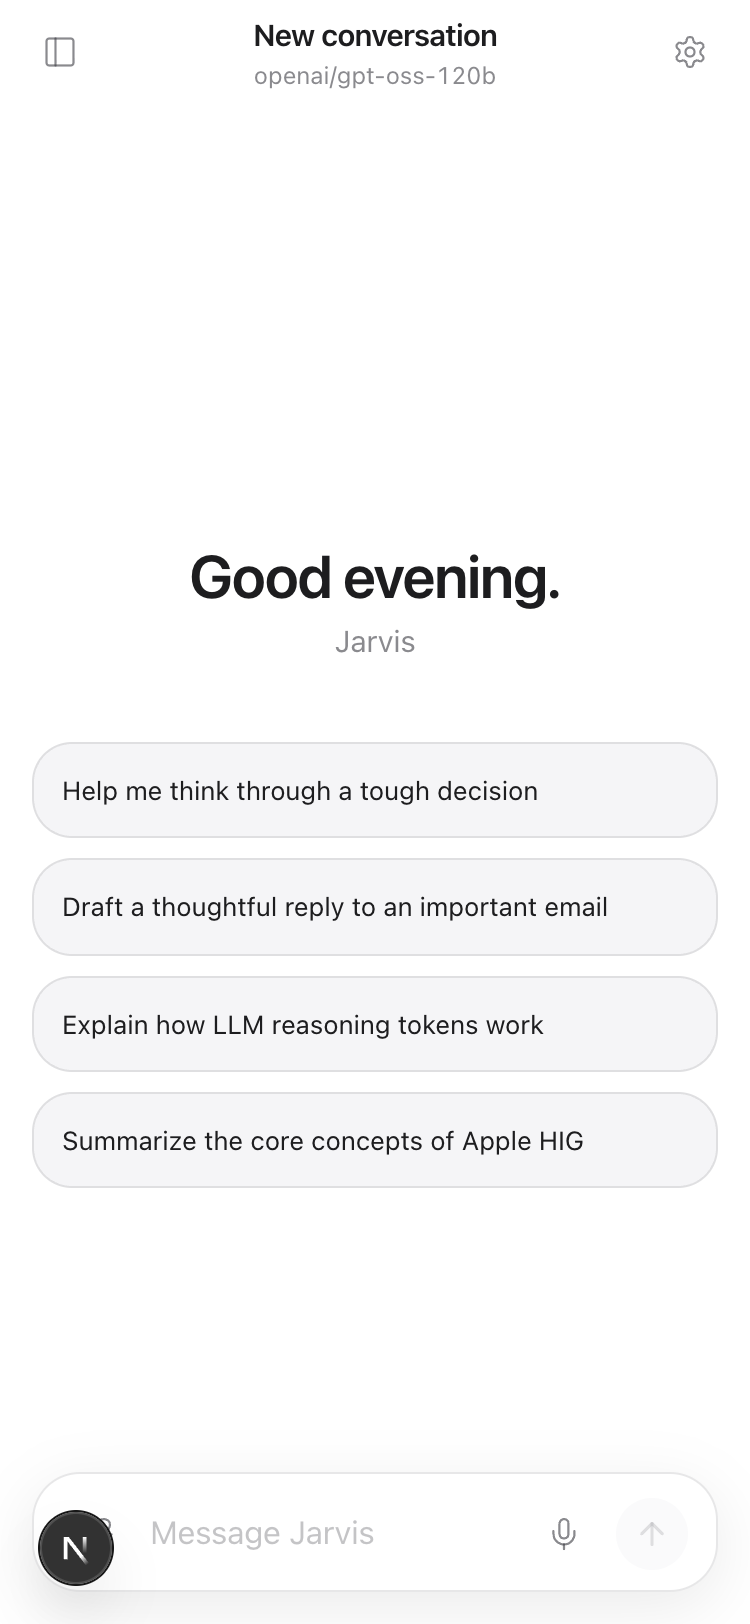 New conversation
openai/gpt-oss-120b
Good evening.
Jarvis
Help me think through a tough decision
Draft a thoughtful reply to an important email
Explain how LLM reasoning tokens work
Summarize the core concepts of Apple HIG
Message Jarvis
N